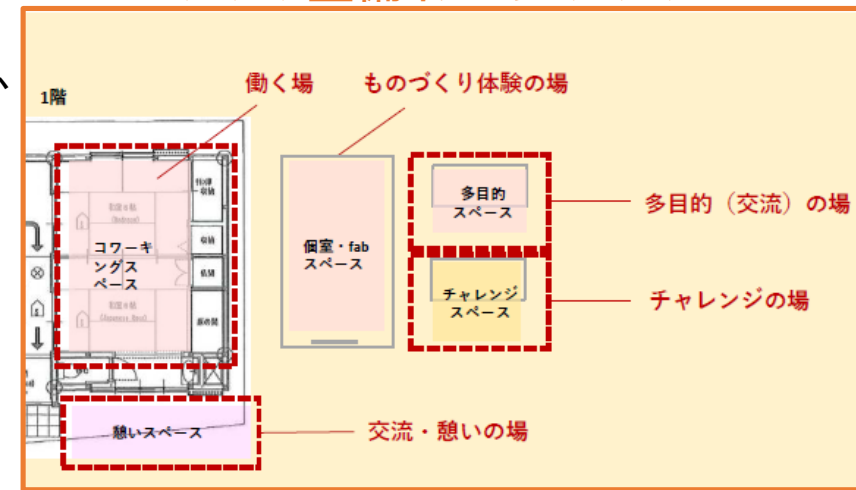 働く場
ものづくり体験の場
1階
多目的
スペース
多目的（交流）の場
コワーキ
ングス
ペース
個室・fab
スペース
収納
チャレンジ
スペース
チャレンジの場
憩いスペース
交流・憩いの場